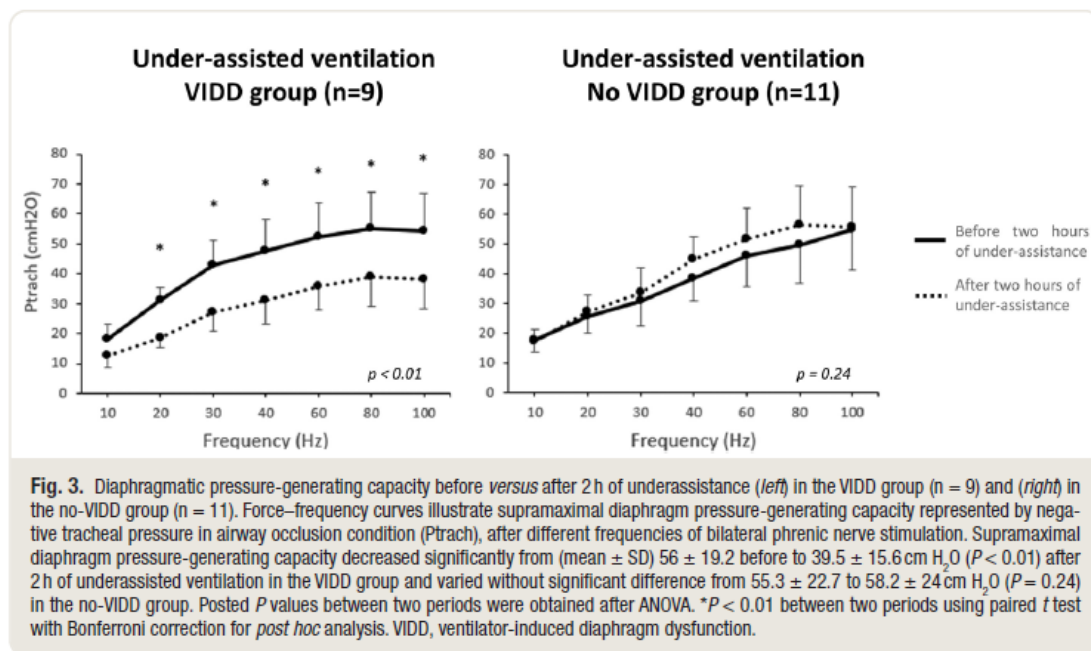 Under-assisted ventilation
VIDD group (n=9)
Under-assisted ventilation
No VIDD group (n=11)
Ptrach (cmH2O)
80
70
60
50
40
30
20
10
0
*
*
*
*
*
*
p < 0.01
10 20 30 40 60 80 100
Frequency (Hz)
80
70
60
50
40
30
20
10
0
p = 0.24
10 20 30 40 60 80 100
Frequency (Hz)
Before two hours
of under-assistance
After two hours of
under-assistance
Fig. 3. Diaphragmatic pressure-generating capacity before versus after 2 h of underassistance (left) in the VIDD group (n = 9) and (right) in
the no-VIDD group (n = 11). Force–frequency curves illustrate supramaximal diaphragm pressure-generating capacity represented by nega-
tive tracheal pressure in airway occlusion condition (Ptrach), after different frequencies of bilateral phrenic nerve stimulation. Supramaximal
diaphragm pressure-generating capacity decreased significantly from (mean ± SD) 56 ± 19.2 before to 39.5 ± 15.6 cm H₂O (P < 0.01) after
2 h of underassisted ventilation in the VIDD group and varied without significant difference from 55.3 ± 22.7 to 58.2 ± 24 cm H₂O (P = 0.24)
in the no-VIDD group. Posted P values between two periods were obtained after ANOVA. *P < 0.01 between two periods using paired t test
with Bonferroni correction for post hoc analysis. VIDD, ventilator-induced diaphragm dysfunction.